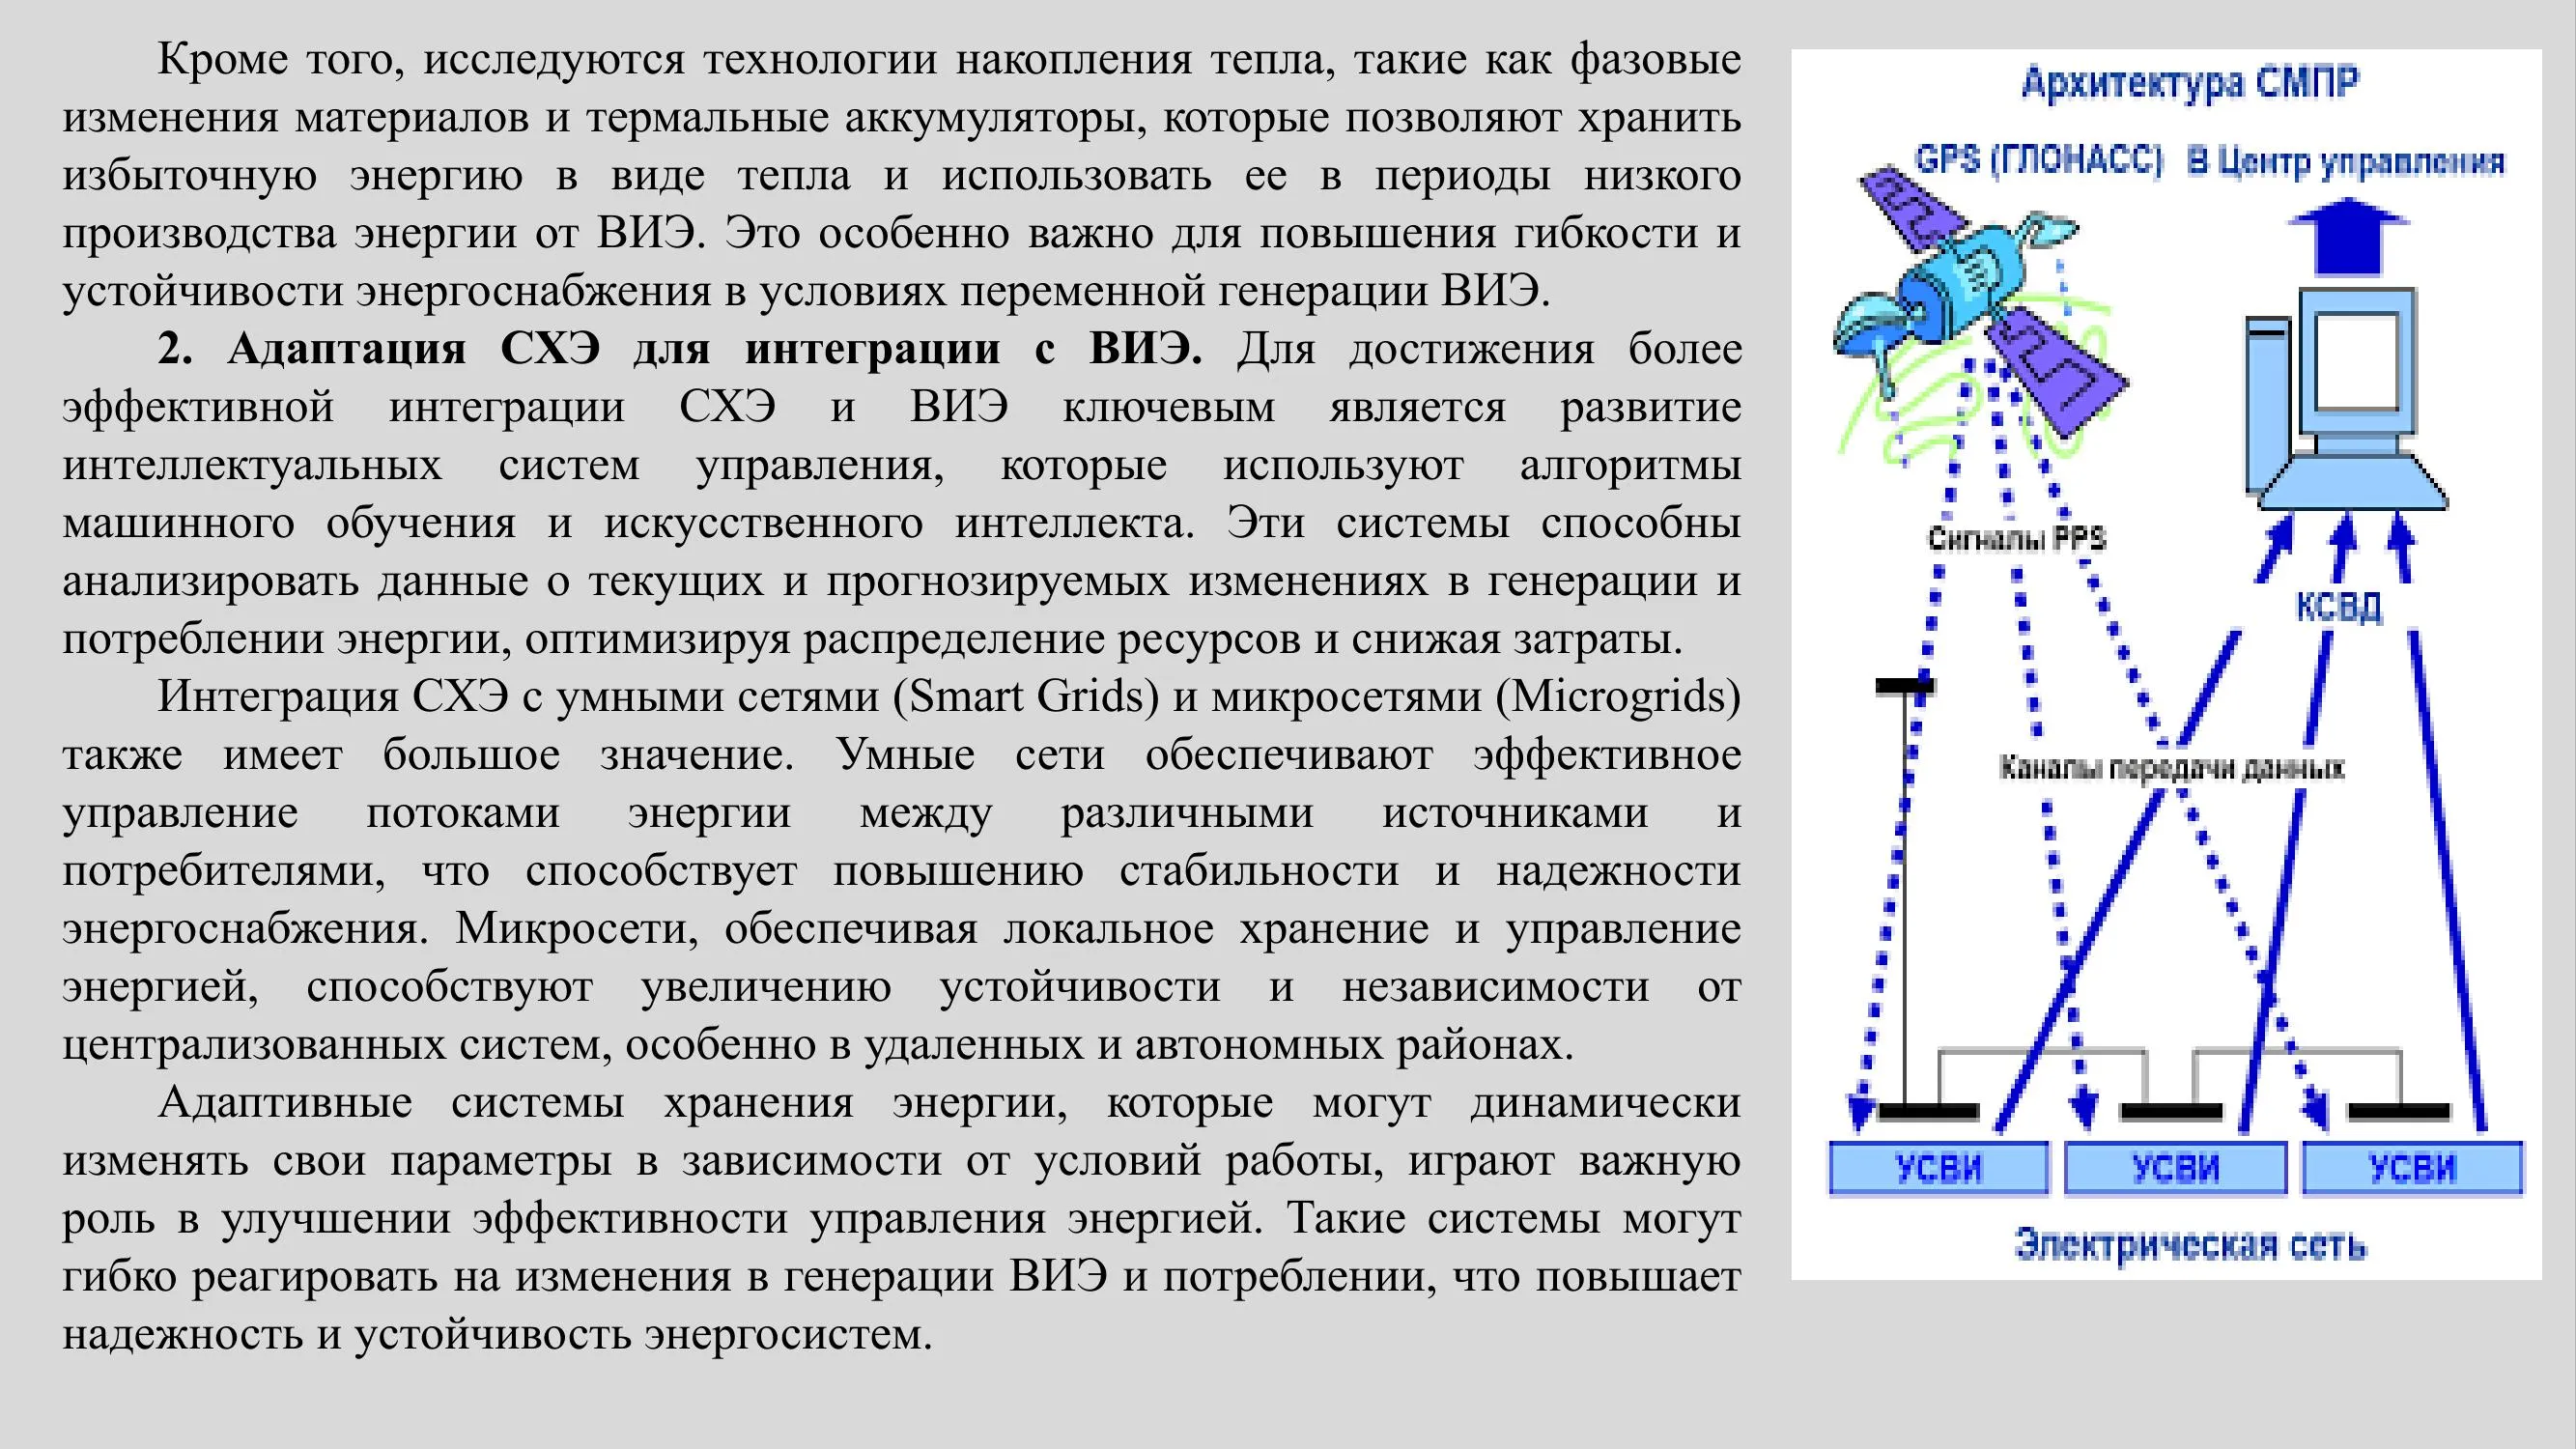 Кроме того, исследуются технологии накопления тепла, такие как фазовые
изменения материалов и термальные аккумуляторы, которые позволяют хранить
избыточную энергию в виде тепла и использовать ее в периоды низкого
производства энергии от ВИЭ. Это особенно важно для повышения гибкости и
устойчивости энергоснабжения в условиях переменной генерации ВИЭ.
2. Адаптация СХЭ для интеграции с ВИЭ. Для достижения более
эффективной интеграции СХЭ и ВИЭ ключевым является развитие
интеллектуальных систем управления, которые используют алгоритмы
машинного обучения и искусственного интеллекта. Эти системы способны
анализировать данные о текущих и прогнозируемых изменениях в генерации и
потреблении энергии, оптимизируя распределение ресурсов и снижая затраты.
Интеграция СХЭ с умными сетями (Smart Grids) и микросетями (Microgrids)
также имеет большое значение. Умные сети обеспечивают эффективное
управление потоками энергии между различными источниками и
потребителями, что способствует повышению стабильности и надежности
энергоснабжения. Микросети, обеспечивая локальное хранение и управление
энергией, способствуют увеличению устойчивости и независимости от
централизованных систем, особенно в удаленных и автономных районах.
Адаптивные системы хранения энергии, которые могут динамически
изменять свои параметры в зависимости от условий работы, играют важную
роль в улучшении эффективности управления энергией. Такие системы могут
гибко реагировать на изменения в генерации ВИЭ и потреблении, что повышает
надежность и устойчивость энергосистем.
Архитектура СМПР
GPS (ГЛОНАСС) В Центр управления
Сигналы PPS
КСВД
Каналы передачи данных
УСВИ УСВИ УСВИ
Электрическая сеть